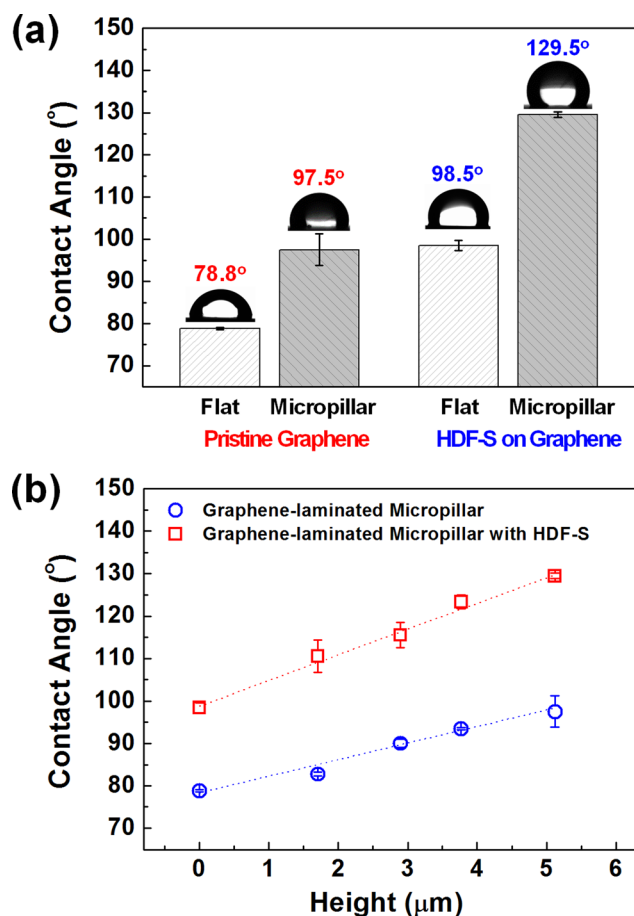 (a)
Contact Angle (°)
150
140
130
120
110
100
90
80
70
78.8°
97.5°
98.5°
129.5°
Flat Micropillar Flat Micropillar
Pristine Graphene HDF-S on Graphene
(b)
Contact Angle (°)
150
140
130
120
110
100
90
80
70
Graphene-laminated Micropillar
Graphene-laminated Micropillar with HDF-S
0 1 2 3 4 5 6
Height (μm)